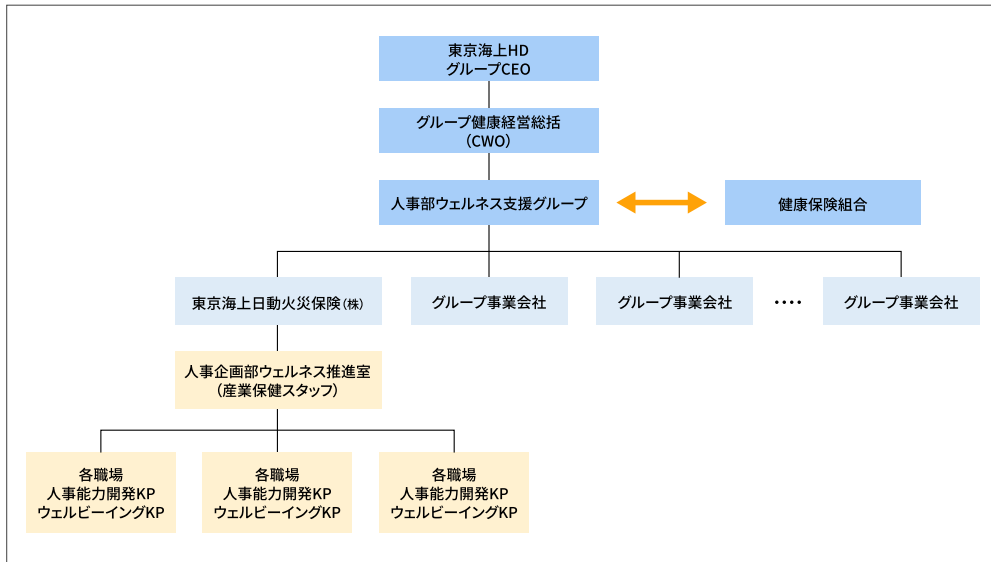 東京海上HD
グループCEO
グループ健康経営総括
（CWO）
人事部ウェルネス支援グループ
健康保険組合
東京海上日動火災保険（株）
グループ事業会社
グループ事業会社
････
グループ事業会社
人事企画部ウェルネス推進室
（産業保健スタッフ）
各職場
人事能力開発KP
ウェルビーイングKP
各職場
人事能力開発KP
ウェルビーイングKP
各職場
人事能力開発KP
ウェルビーイングKP